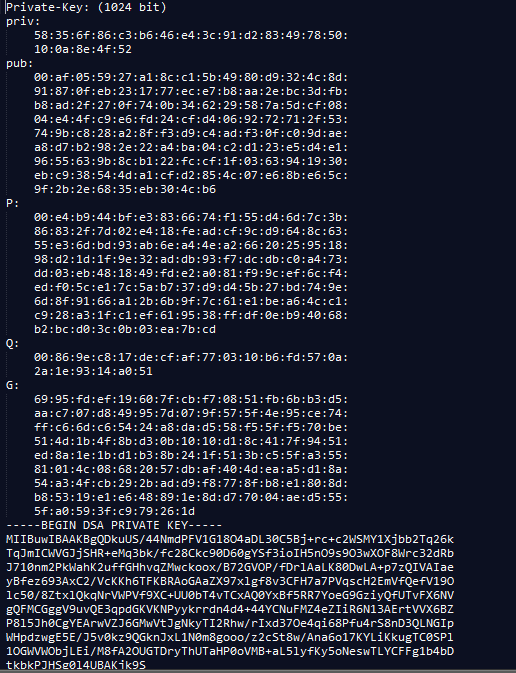 Private-Key: (1024 bit)
priv:
58:35:6f:86:c3:b6:46:e4:3c:91:d2:83:49:78:50:
10:0a:8e:4f:52
pub:
00:af:05:59:27:a1:8c:c1:5b:49:80:d9:32:4c:8d:
91:87:0f:eb:23:17:77:ec:e7:b8:aa:2e:bc:3d:fb:
b8:ad:2f:27:0f:74:0b:34:62:29:58:7a:5d:cf:08:
04:e4:4f:c9:e6:fd:24:cf:d4:06:92:72:71:2f:53:
74:9b:c8:28:a2:8f:f3:d9:c4:ad:f3:0f:c0:9d:ae:
a8:d7:b2:98:2e:22:a4:ba:04:c2:d1:23:e5:d4:e1:
96:55:63:9b:8c:b1:22:fc:cf:1f:03:63:94:19:30:
eb:c9:38:54:4d:a1:cf:d2:85:4c:07:e6:8b:e6:5c:
9f:2b:2e:68:35:eb:30:4c:b6
P:
00:e4:b9:44:bf:e3:83:66:74:f1:55:d4:6d:7c:3b:
86:83:2f:7d:02:e4:18:fe:ad:cf:9c:d9:64:8c:63:
55:e3:6d:bd:93:ab:6e:a4:4e:a2:66:20:25:95:18:
98:d2:1d:1f:9e:32:ad:db:93:f7:dc:db:c0:a4:73:
dd:03:eb:48:18:49:fd:e2:a0:81:f9:9c:ef:6c:f4:
ed:f0:5c:e1:7c:5a:b7:37:d9:d4:5b:27:bd:74:9e:
6d:8f:91:66:a1:2b:6b:9f:7c:61:e1:be:a6:4c:c1:
c9:28:a3:1f:c1:ef:61:95:38:ff:df:0e:b9:40:68:
b2:bc:d0:3c:0b:03:ea:7b:cd
Q:
00:86:9e:c8:17:de:cf:af:77:03:10:b6:fd:57:0a:
2a:1e:93:14:a0:51
G:
69:95:fd:ef:19:60:7f:cb:f7:08:51:fb:6b:b3:d5:
aa:c7:07:d8:49:95:7d:07:9f:57:5f:4e:95:ce:74:
ff:c6:6d:c6:54:24:a8:da:d5:58:f5:5f:f5:70:be:
51:4d:1b:4f:8b:d3:0b:10:10:d1:8c:41:7f:94:51:
ed:8a:1e:1b:d1:b3:8b:24:1f:51:3b:c5:5f:a3:55:
81:01:4c:08:68:20:57:db:af:40:4d:ea:a5:d1:8a:
54:a3:4f:cb:29:bf:ad:d9:f8:77:8f:b8:e1:80:8d:
b8:53:19:e1:e6:48:89:1e:8d:d7:70:04:ae:d5:55:
5f:a0:59:3f:c9:79:26:1d
-----BEGIN DSA PRIVATE KEY-----
MIIBuwIBAAKBgQDkuUS/44NmdPFV1G18O4aDL30C5Bj+rc+c2WSMY1Xjbb2Tq26k
TqJmICWVGJjSHR+eMq3bk/fc28Ckc90D60gYSf3ioIH5nO9s9O3wXOF8Wrc32dRb
J710nm2PkWahK2uffGHhvqZMwckoox/B72GVOP/fDrlAaLK80DwLA+p7zQIVAIae
yBfez693AxC2/VcKKh6TFKBRAoGAaZX97xlgf8v3CFH7a7PVqscH2EmVfQefV19O
lc50/8ZtxlQkqNrVWPVf9XC+UU0bT4vTCxAQ0YxBf5RR7YoeG9GziyQfUTvFX6NV
gQFMCGggV9uvQE3qpdGKVKNPyykrrdn4d4+44YCNuFMZ4eZIiR6N13AErtVVX6BZ
P8l5Jh0CgYEArwVZJ6GMwVtJgNkyTI2Rhw/rIxd37Oe4qi68Pfu4rS8nD3QLNGIp
WHpdzwgE5E/J5v0kz9QGknJxL1N0m8gooo/z2cSt8w/Ana6o17KYLiKkugTC0SPl
1OGWVWObjLEi/M8fA2OUGTDryThUTaHP0oVMB+aL5lyfKy5oNeswTLYCFFg1b4bD
tkbkPJHSg0l4UBAKjk9S